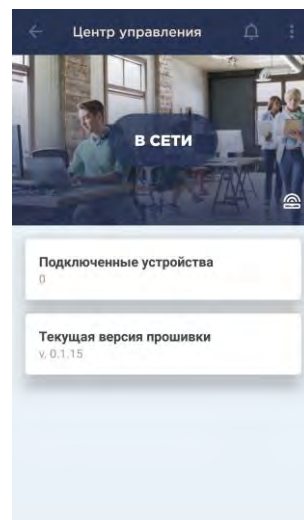 Центр управления
В СЕТИ
Подключенные устройства
0
Текущая версия прошивки
v. 0.1.15